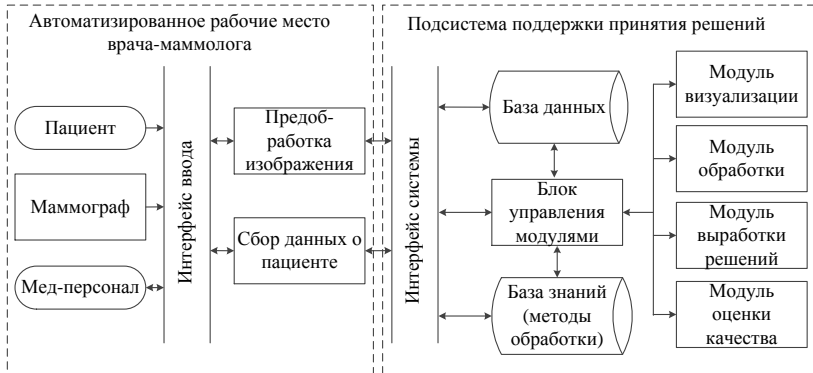 Автоматизированное рабочие место
врача-маммолога
Пациент
Маммограф
Мед-персонал
Интерфейс ввода
Предоб-
работка
изображения
Сбор данных о
пациенте
Подсистема поддержки принятия решений
Интерфейс системы
База данных
Блок
управления
модулями
База знаний
(методы
обработки)
Модуль
визуализации
Модуль
обработки
Модуль
выработки
решений
Модуль
оценки
качества